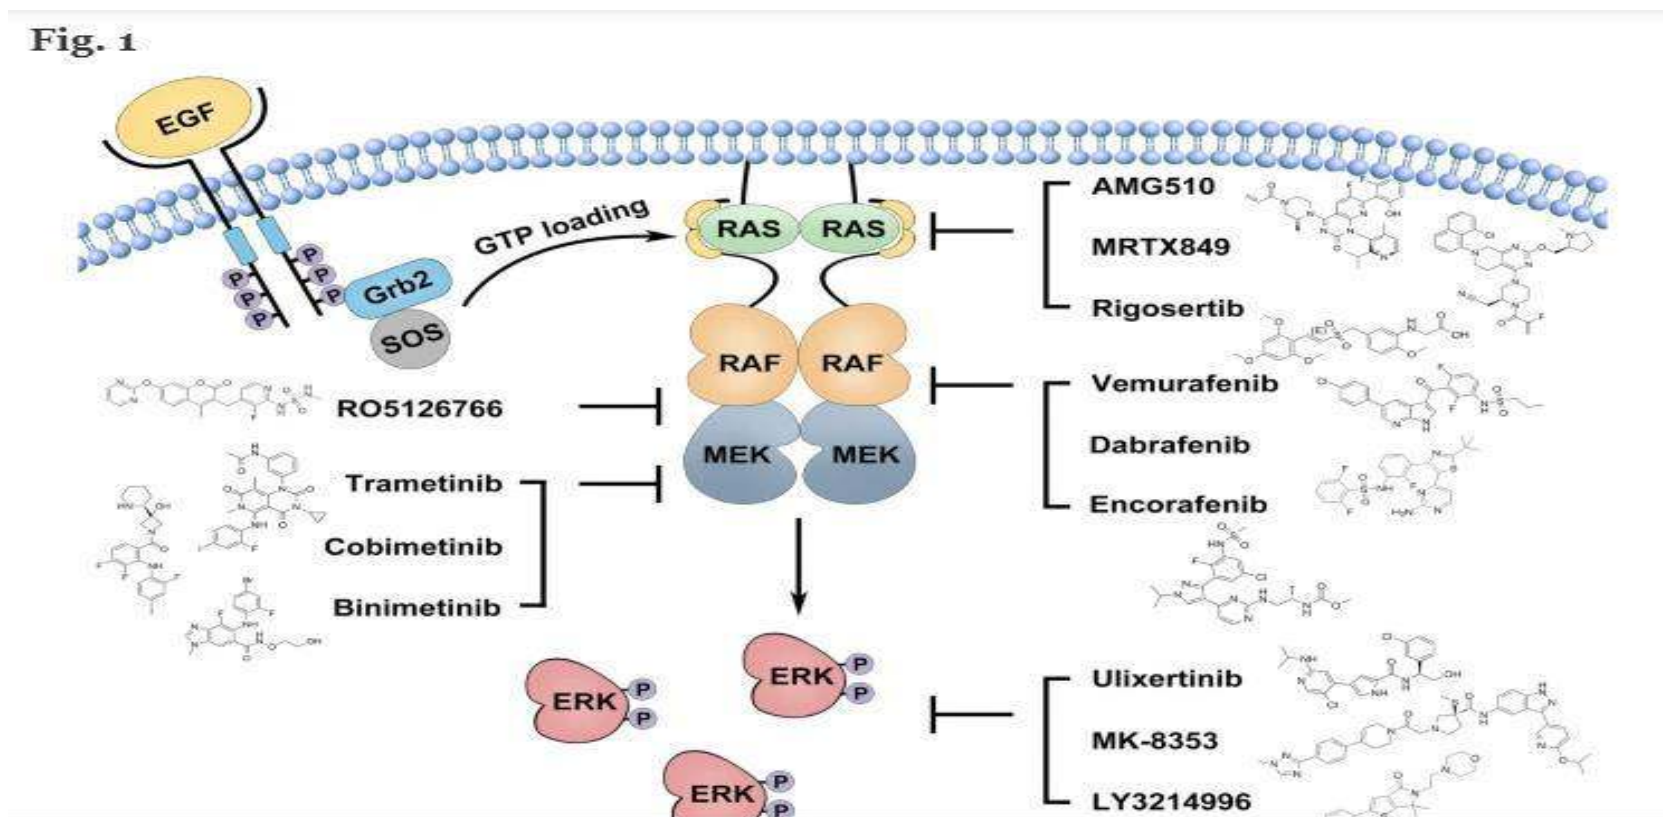 Fig. 1
EGF
P
P
P
P
P
P
Grb2
SOS
GTP loading
RAS
RAS
RAF
RAF
MEK
MEK
AMG510
MRTX849
Rigosertib
Vemurafenib
Dabrafenib
Encorafenib
RO5126766
Trametinib
Cobimetinib
Binimetinib
ERK
P
P
ERK
P
P
ERK
P
P
Ulixertinib
MK-8353
LY3214996